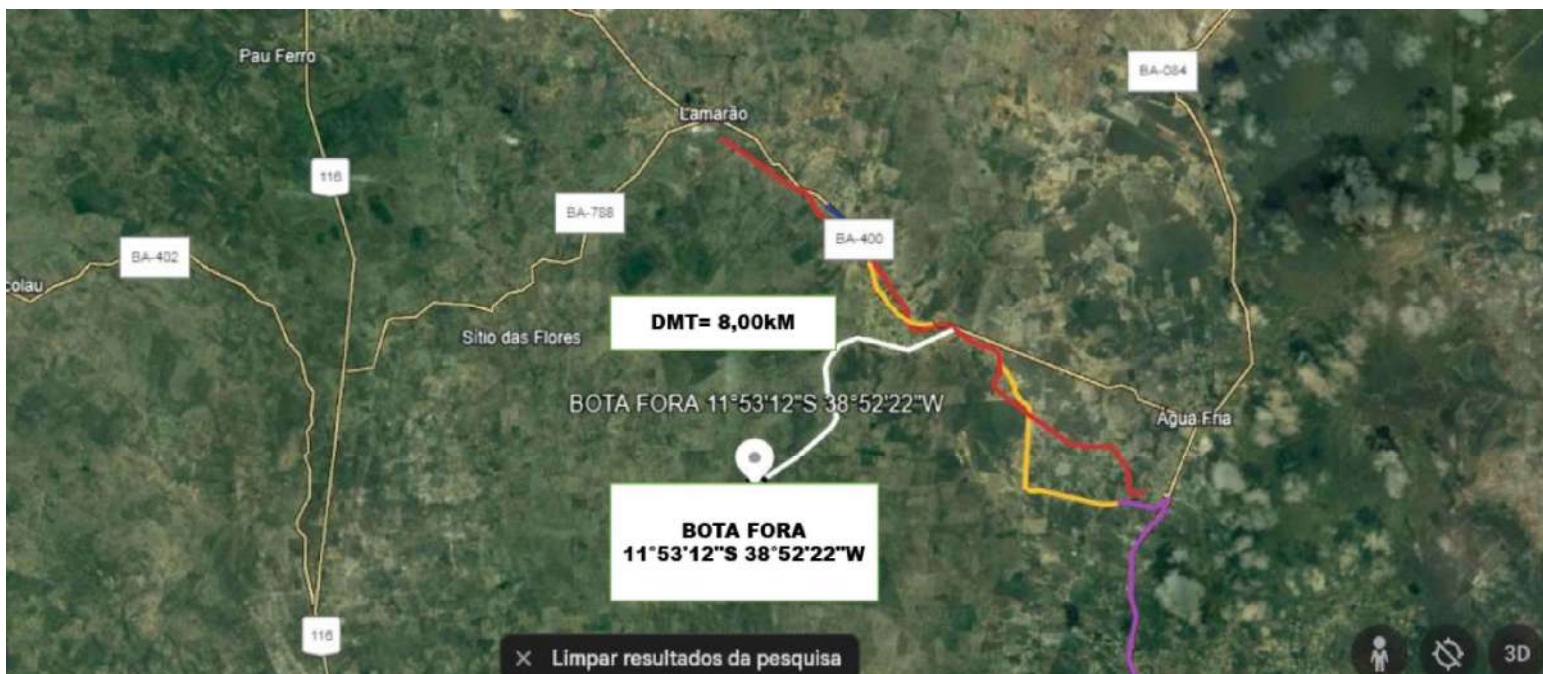 Pau Ferro
BA-084
Lamarão
116
BA-788
BA-400
BA-402
colau
DMT= 8,00kM
Sítio das Flores
BOTA FORA 11°53'12"S 38°52'22"W
Água Fria
BOTA FORA
11°53'12"S 38°52'22"W
116
× Limpar resultados da pesquisa
3D